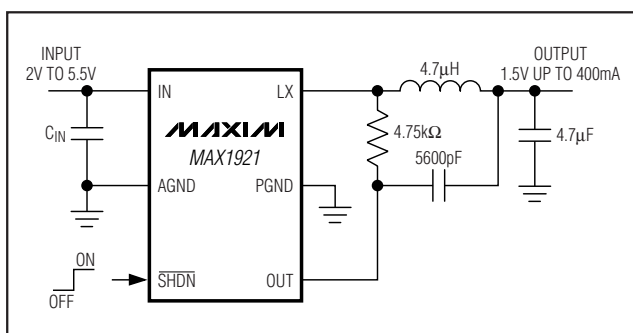 INPUT
2V TO 5.5V
OUTPUT
1.5V UP TO 400mA
4.7µH
IN
LX
MAXIM
MAX1921
4.75kΩ
5600pF
4.7µF
CIN
AGND
PGND
ON
OFF
SHDN
OUT